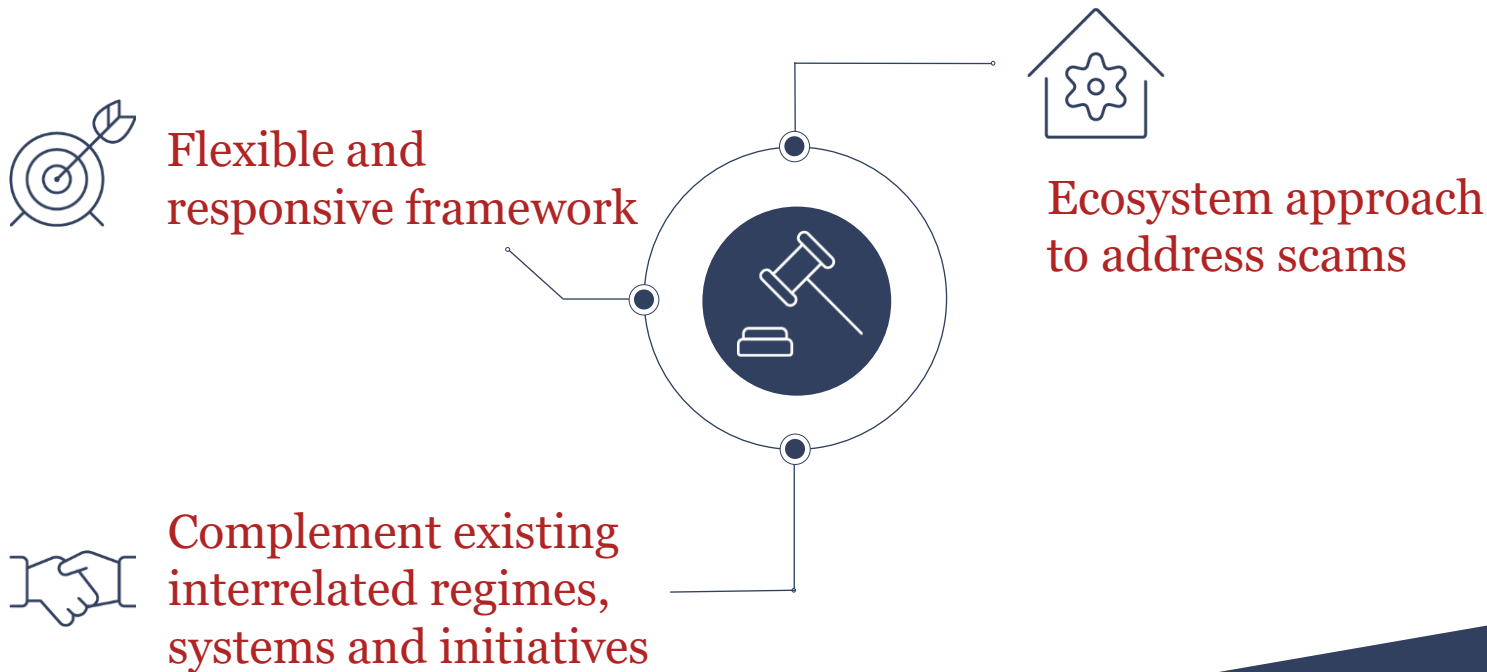 Flexible and
responsive framework
Ecosystem approach
to address scams
Complement existing
interrelated regimes,
systems and initiatives